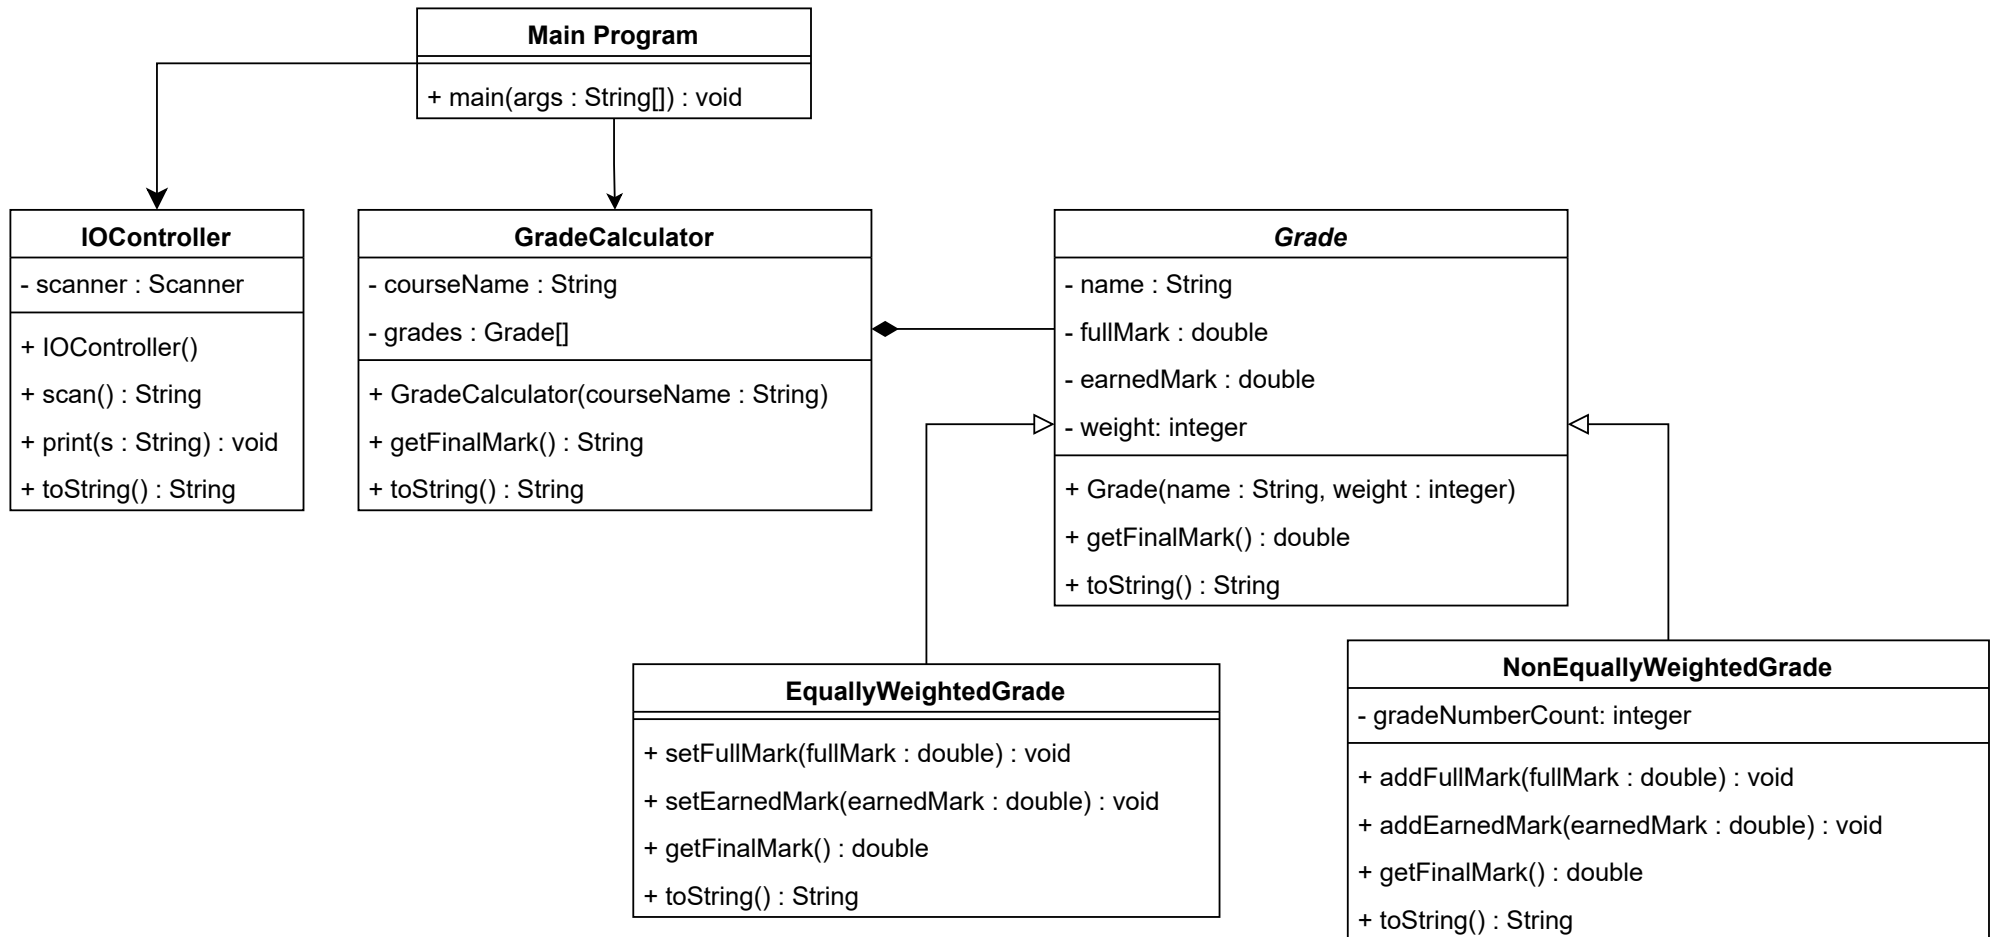 Main Program
+ main(args : String[]) : void
IOController
- scanner : Scanner
+ IOController()
+ scan() : String
+ print(s : String) : void
+ toString() : String
GradeCalculator
- courseName : String
- grades : Grade[]
+ GradeCalculator(courseName : String)
+ getFinalMark() : String
+ toString() : String
Grade
- name : String
- fullMark : double
- earnedMark : double
- weight: integer
+ Grade(name : String, weight : integer)
+ getFinalMark() : double
+ toString() : String
EquallyWeightedGrade
+ setFullMark(fullMark : double) : void
+ setEarnedMark(earnedMark : double) : void
+ getFinalMark() : double
+ toString() : String
NonEquallyWeightedGrade
- gradeNumberCount: integer
+ addFullMark(fullMark : double) : void
+ addEarnedMark(earnedMark : double) : void
+ getFinalMark() : double
+ toString() : String